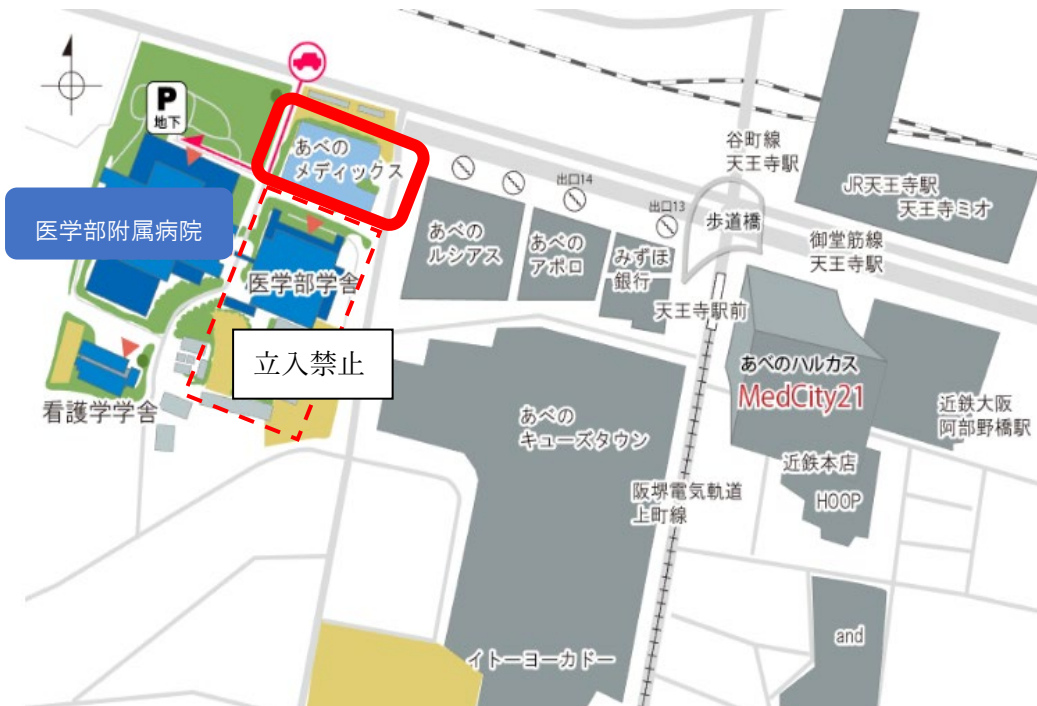 P
地下
あべの
メディックス
医学部附属病院
医学部学舎
立入禁止
看護学学舎
出口14
出口13
あべの
ルシアス
あべの
アポロ
みずほ
銀行
谷町線
天王寺駅
歩道橋
JR天王寺駅
天王寺ミオ
御堂筋線
天王寺駅
天王寺駅前
あべのハルカス
MedCity21
近鉄大阪
阿部野橋駅
近鉄本店
HOOP
あべの
キューズタウン
阪堺電気軌道
上町線
イトーヨーカドー
and